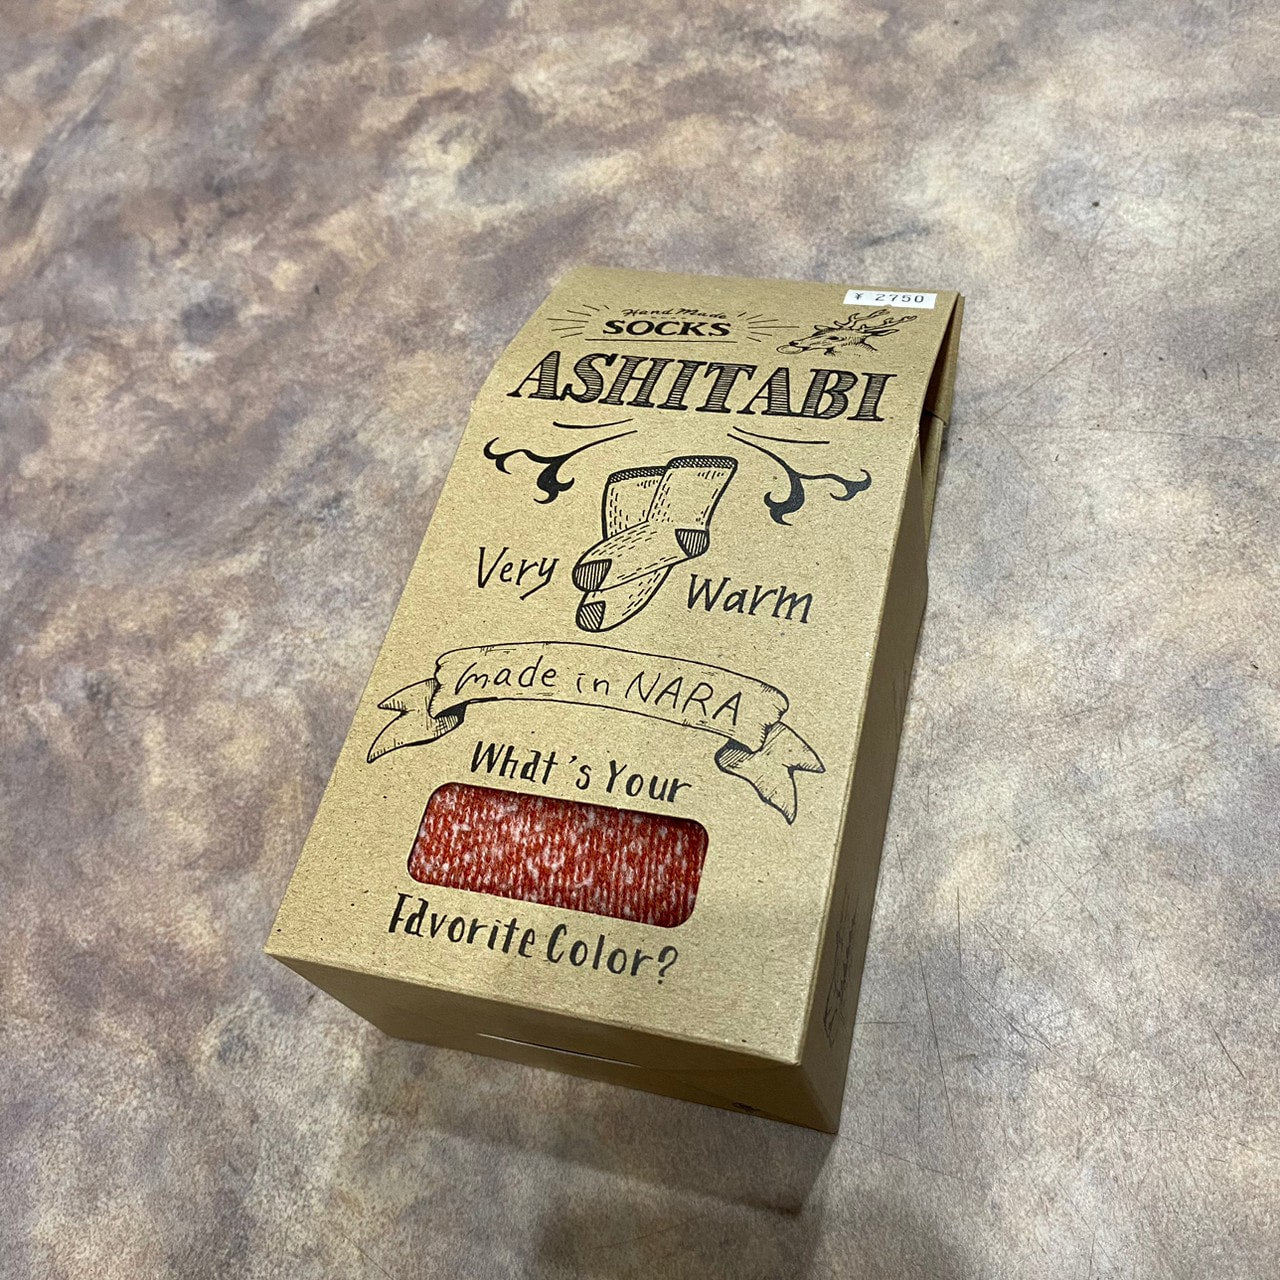 ¥ 2750
Hand Made
SOCKS
ASHITABI
Very Warm
made in NARA
What's Your
Favorite Color?